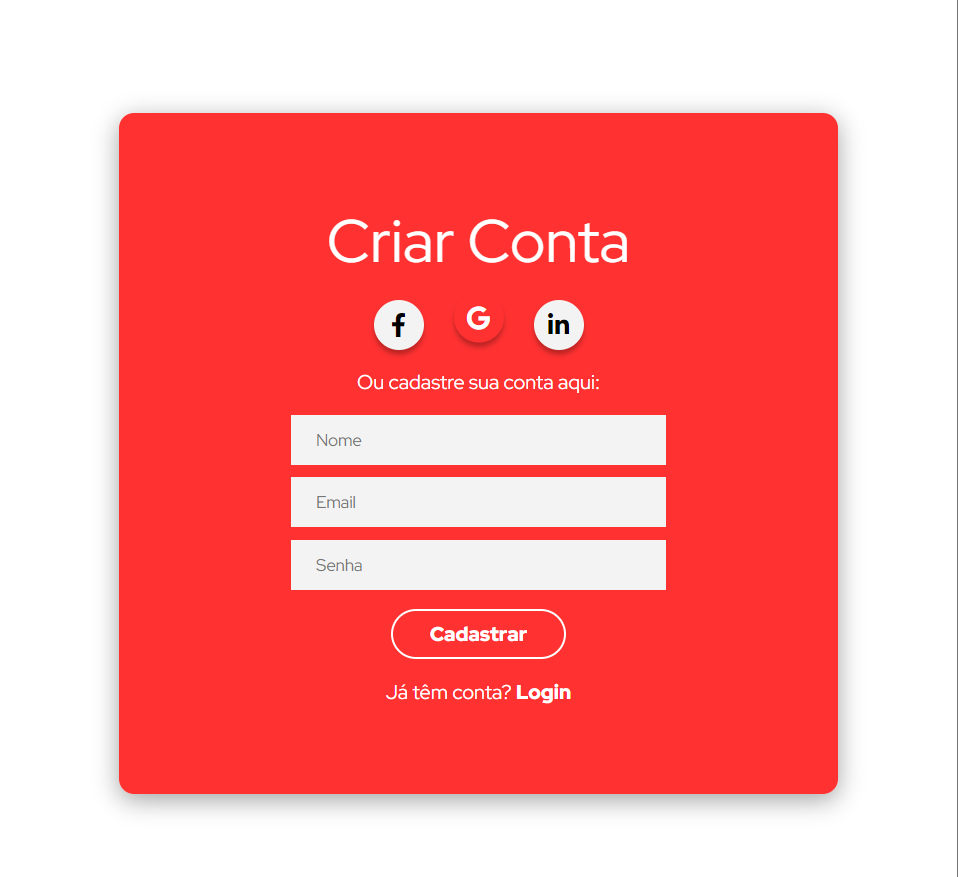 Criar Conta
f G in
Ou cadastre sua conta aqui:
Nome
Email
Senha
Cadastrar
Já têm conta? Login